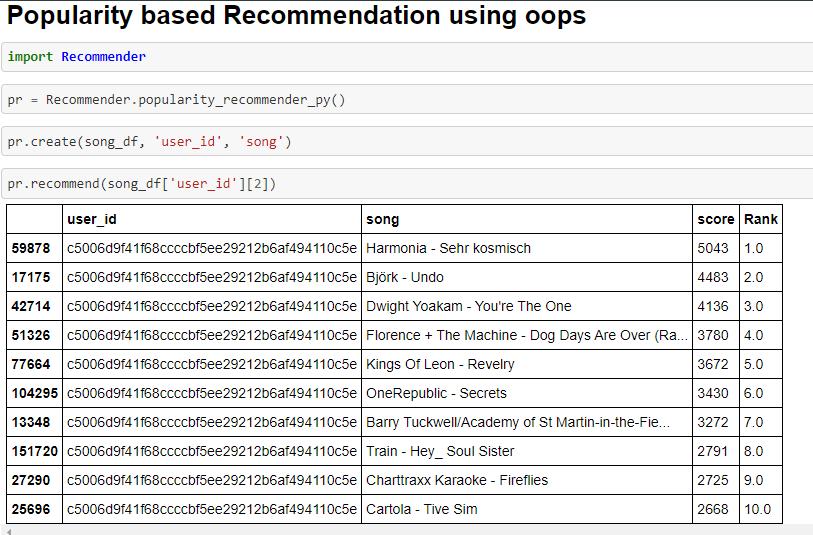 Popularity based Recommendation using oops
import Recommender
pr = Recommender.popularity_recommender_py()
pr.create(song_df, 'user_id', 'song')
pr.recommend(song_df['user_id'][2])
user_id song score Rank
59878 c5006d9f41f68ccccbf5ee29212b6af494110c5e Harmonia - Sehr kosmisch 5043 1.0
17175 c5006d9f41f68ccccbf5ee29212b6af494110c5e Björk - Undo 4483 2.0
42714 c5006d9f41f68ccccbf5ee29212b6af494110c5e Dwight Yoakam - You're The One 4136 3.0
51326 c5006d9f41f68ccccbf5ee29212b6af494110c5e Florence + The Machine - Dog Days Are Over (Ra... 3780 4.0
77664 c5006d9f41f68ccccbf5ee29212b6af494110c5e Kings Of Leon - Revelry 3672 5.0
104295 c5006d9f41f68ccccbf5ee29212b6af494110c5e OneRepublic - Secrets 3430 6.0
13348 c5006d9f41f68ccccbf5ee29212b6af494110c5e Barry Tuckwell/Academy of St Martin-in-the-Fie... 3272 7.0
151720 c5006d9f41f68ccccbf5ee29212b6af494110c5e Train - Hey_ Soul Sister 2791 8.0
27290 c5006d9f41f68ccccbf5ee29212b6af494110c5e Charttraxx Karaoke - Fireflies 2725 9.0
25696 c5006d9f41f68ccccbf5ee29212b6af494110c5e Cartola - Tive Sim 2668 10.0